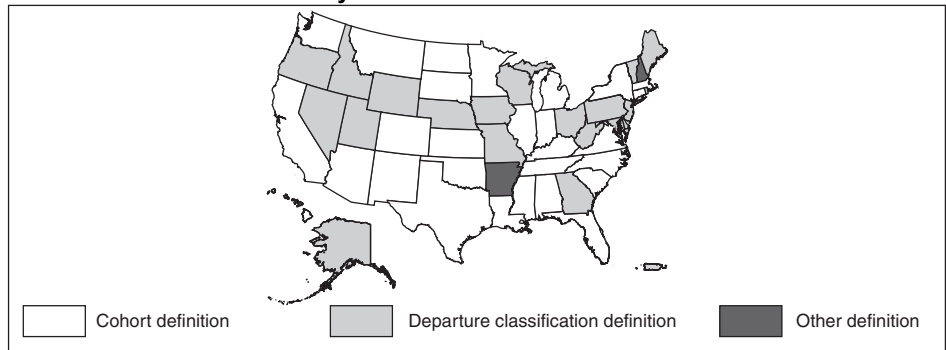 Cohort definition
Departure classification definition
Other definition